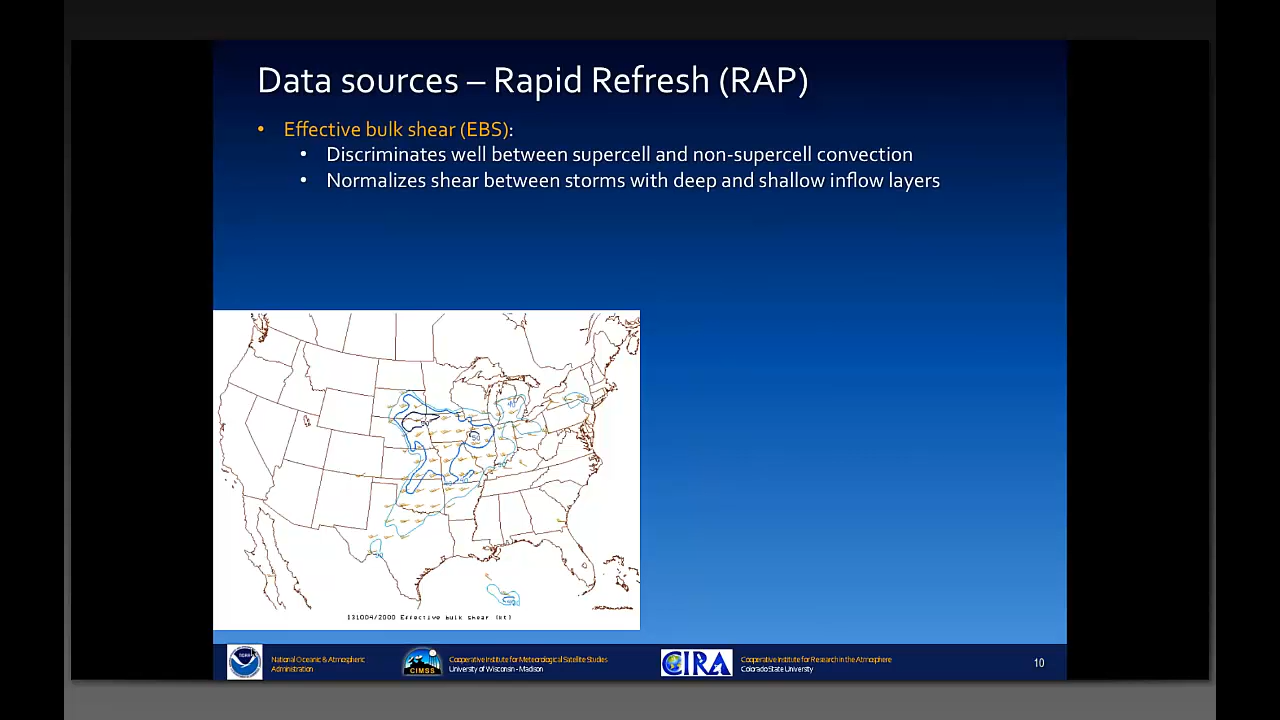 Data sources – Rapid Refresh (RAP)
• Effective bulk shear (EBS):
• Discriminates well between supercell and non-supercell convection
• Normalizes shear between storms with deep and shallow inflow layers
131004/2000 Effective bulk shear (kt)
National Oceanic & Atmospheric
Administration
CIMSS
Cooperative Institute for Meteorological Satellite Studies
University of Wisconsin - Madison
CIRA
Cooperative Institute for Research in the Atmosphere
Colorado State University
10